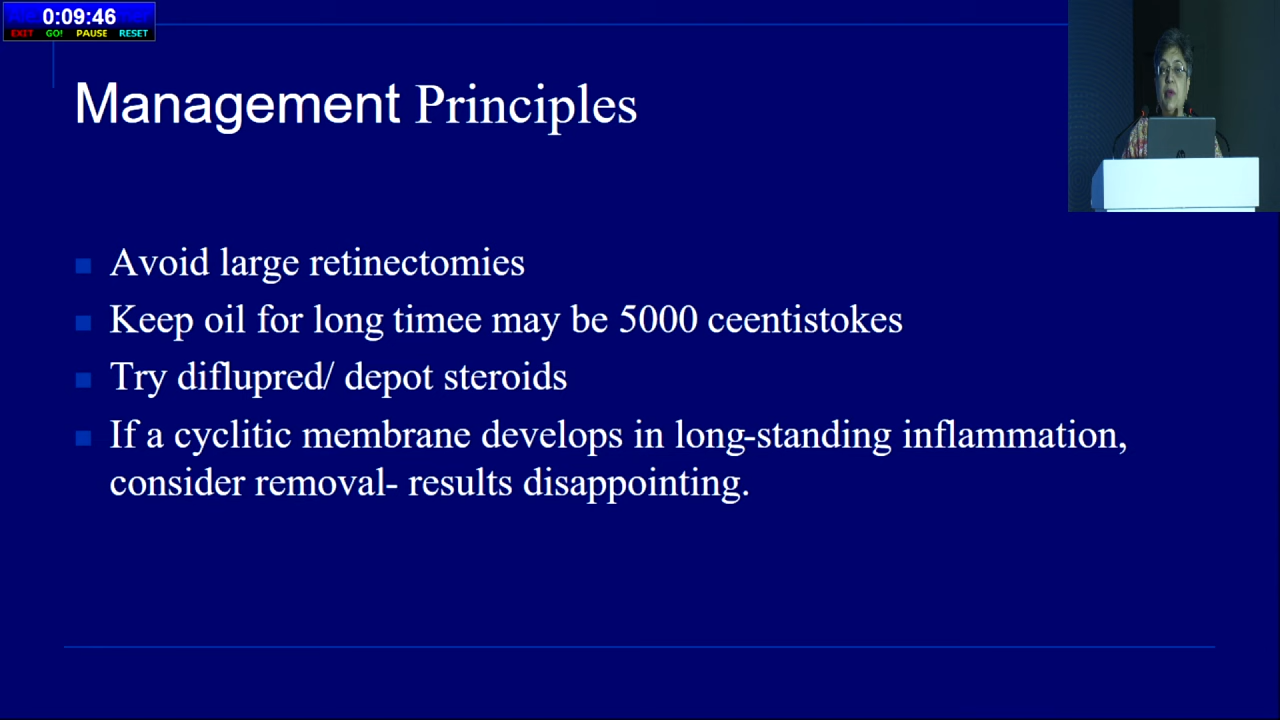 0:09:46
EXIT GO! PAUSE RESET
Management Principles
Avoid large retinectomies
Keep oil for long timee may be 5000 ceentistokes
Try diflupred/ depot steroids
If a cyclitic membrane develops in long-standing inflammation,
consider removal- results disappointing.